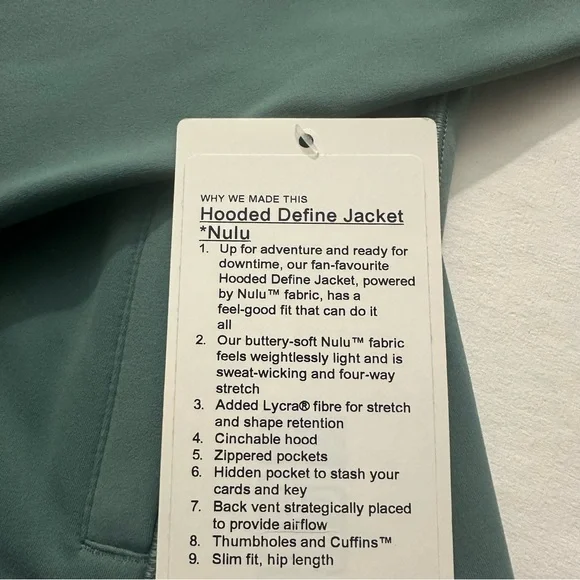 WHY WE MADE THIS
Hooded Define Jacket
*Nulu
1. Up for adventure and ready for
downtime, our fan-favourite
Hooded Define Jacket, powered
by Nulu™ fabric, has a
feel-good fit that can do it
all
2. Our buttery-soft Nulu™ fabric
feels weightlessly light and is
sweat-wicking and four-way
stretch
3. Added Lycra® fibre for stretch
and shape retention
4. Cinchable hood
5. Zippered pockets
6. Hidden pocket to stash your
cards and key
7. Back vent strategically placed
to provide airflow
8. Thumbholes and Cuffins™
9. Slim fit, hip length